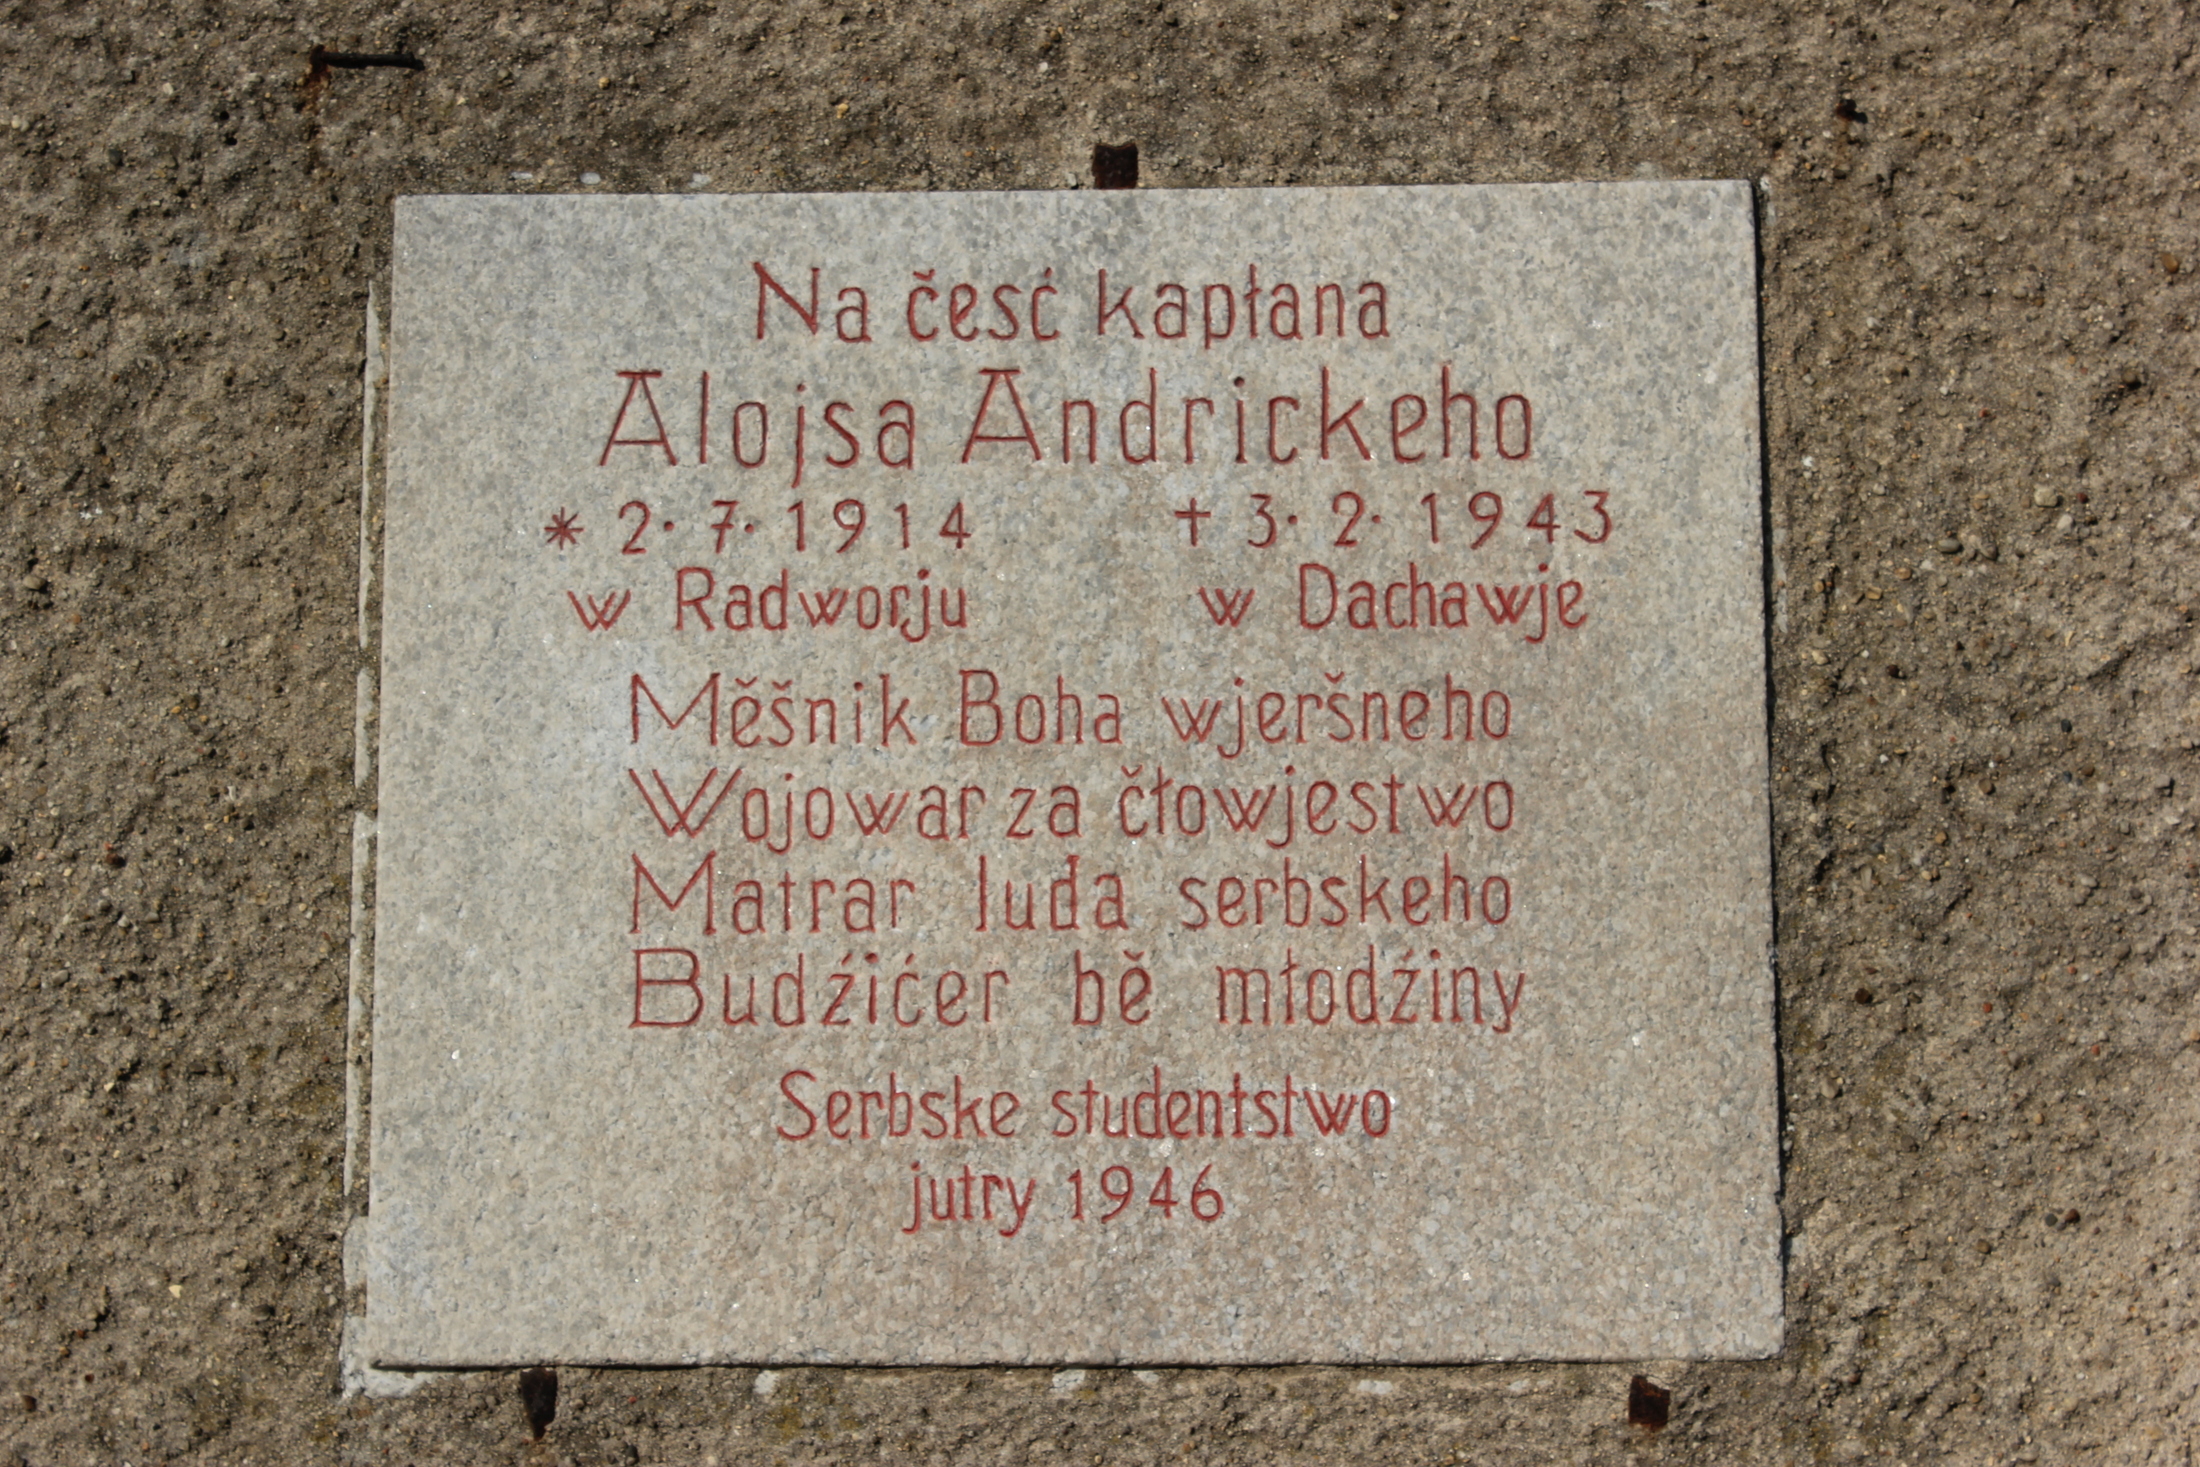 Na česć kapłana
Alojsa Andrickeho
* 2. 7. 1914 † 3. 2. 1943
w Radworju w Dachawje
Měšnik Boha wjeršneho
Wojowar za čłowjestwo
Matrar luda serbskeho
Budźićer bě młodźiny
Serbske studentstwo
jutry 1946